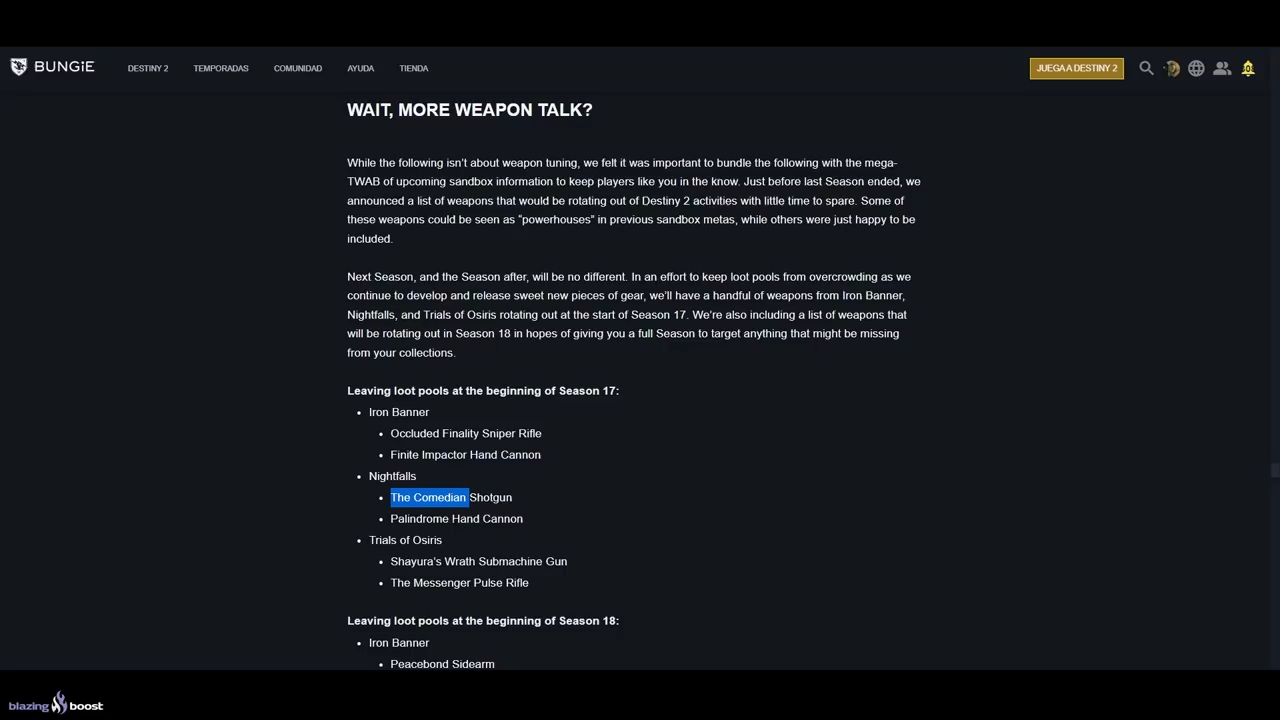 BUNGiE DESTINY 2 TEMPORADAS COMUNIDAD AYUDA TIENDA JUEGA A DESTINY 2
WAIT, MORE WEAPON TALK?
While the following isn't about weapon tuning, we felt it was important to bundle the following with the mega-
TWAB of upcoming sandbox information to keep players like you in the know. Just before last Season ended, we
announced a list of weapons that would be rotating out of Destiny 2 activities with little time to spare. Some of
these weapons could be seen as “powerhouses” in previous sandbox metas, while others were just happy to be
included.
Next Season, and the Season after, will be no different. In an effort to keep loot pools from overcrowding as we
continue to develop and release sweet new pieces of gear, we'll have a handful of weapons from Iron Banner,
Nightfalls, and Trials of Osiris rotating out at the start of Season 17. We're also including a list of weapons that
will be rotating out in Season 18 in hopes of giving you a full Season to target anything that might be missing
from your collections.
Leaving loot pools at the beginning of Season 17:
• Iron Banner
• Occluded Finality Sniper Rifle
• Finite Impactor Hand Cannon
• Nightfalls
• The Comedian Shotgun
• Palindrome Hand Cannon
• Trials of Osiris
• Shayura's Wrath Submachine Gun
• The Messenger Pulse Rifle
Leaving loot pools at the beginning of Season 18:
• Iron Banner
• Peacebond Sidearm
blazing boost